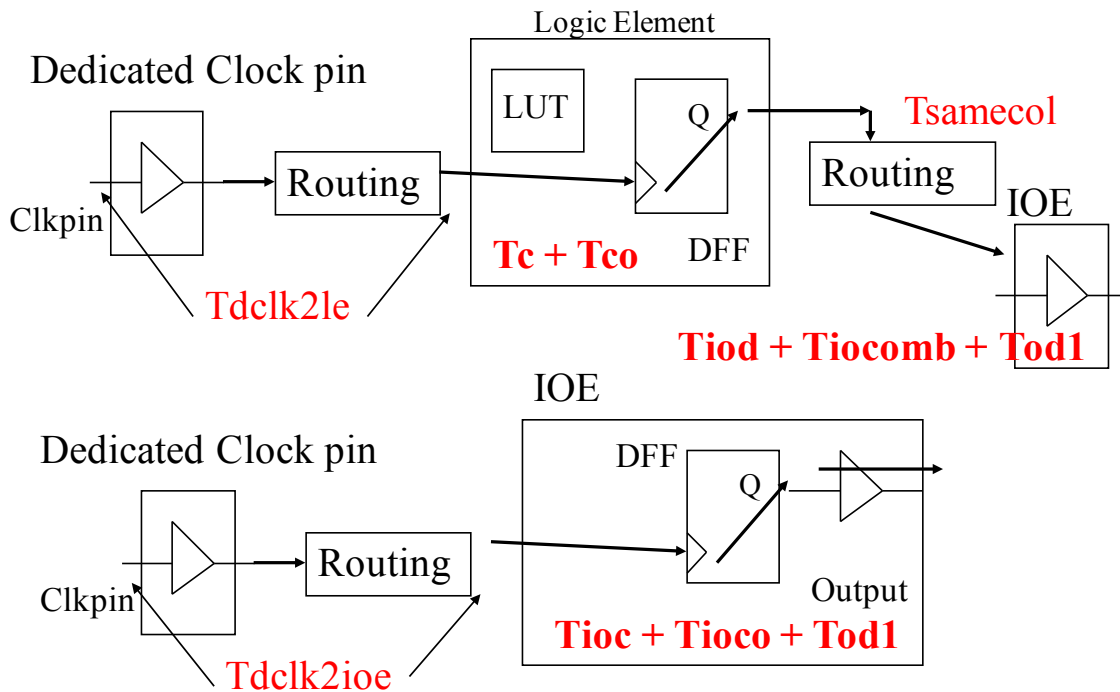 Logic Element
Dedicated Clock pin
LUT
Q
Tsamecol
Routing
Routing
Clkpin
IOE
Tc + Tco
DFF
Tdclk2le
Tiod + Tiocomb + Tod1
IOE
Dedicated Clock pin
DFF
Q
Routing
Clkpin
Output
Tioc + Tioco + Tod1
Tdclk2ioe